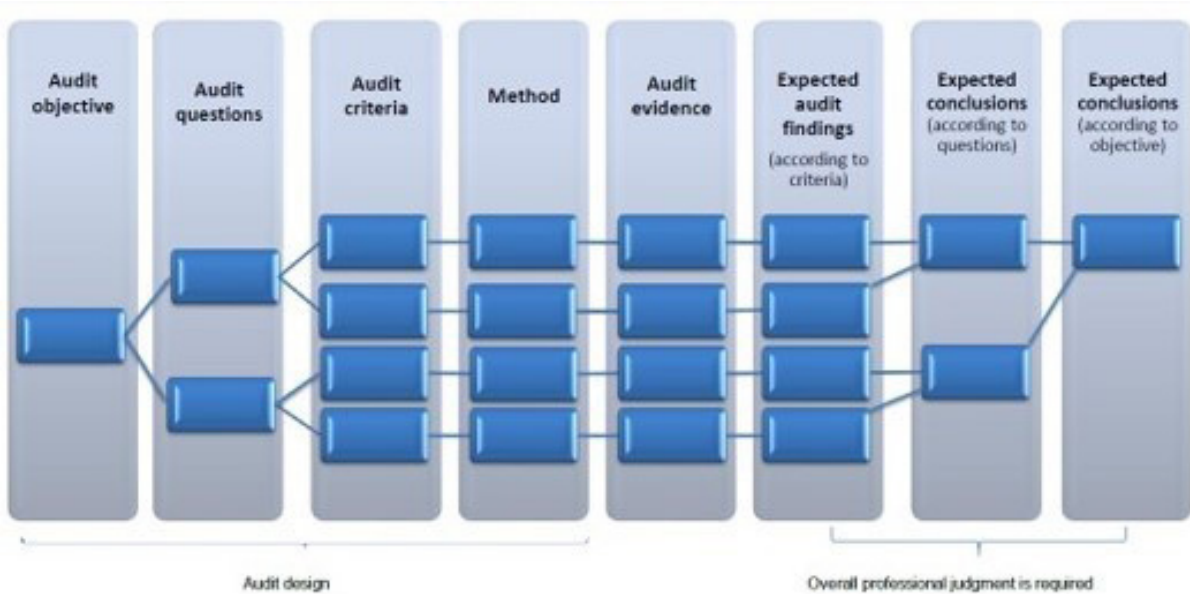 Audit
objective
Audit
questions
Audit
criteria
Method
Audit
evidence
Expected
audit
findings
(according to
criteria)
Expected
conclusions
(according to
questions)
Expected
conclusions
(according to
objective)
Audit design
Overall professional judgment is required